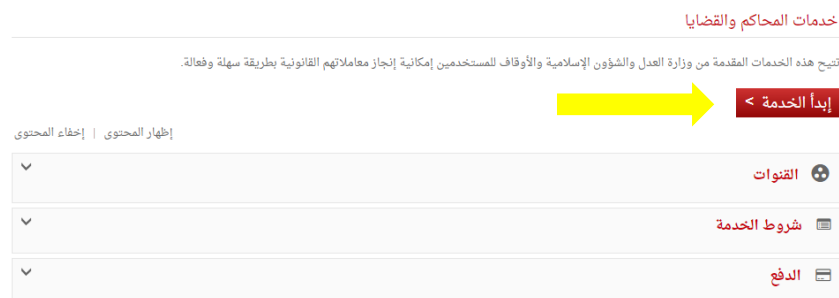 خدمات المحاكم والقضايا
تتيح هذه الخدمات المقدمة من وزارة العدل والشؤون الإسلامية والأوقاف للمستخدمين إمكانية إنجاز معاملاتهم القانونية بطريقة سهلة وفعالة.
إبدأ الخدمة >
إظهار المحتوى | إخفاء المحتوى
القنوات
شروط الخدمة
الدفع